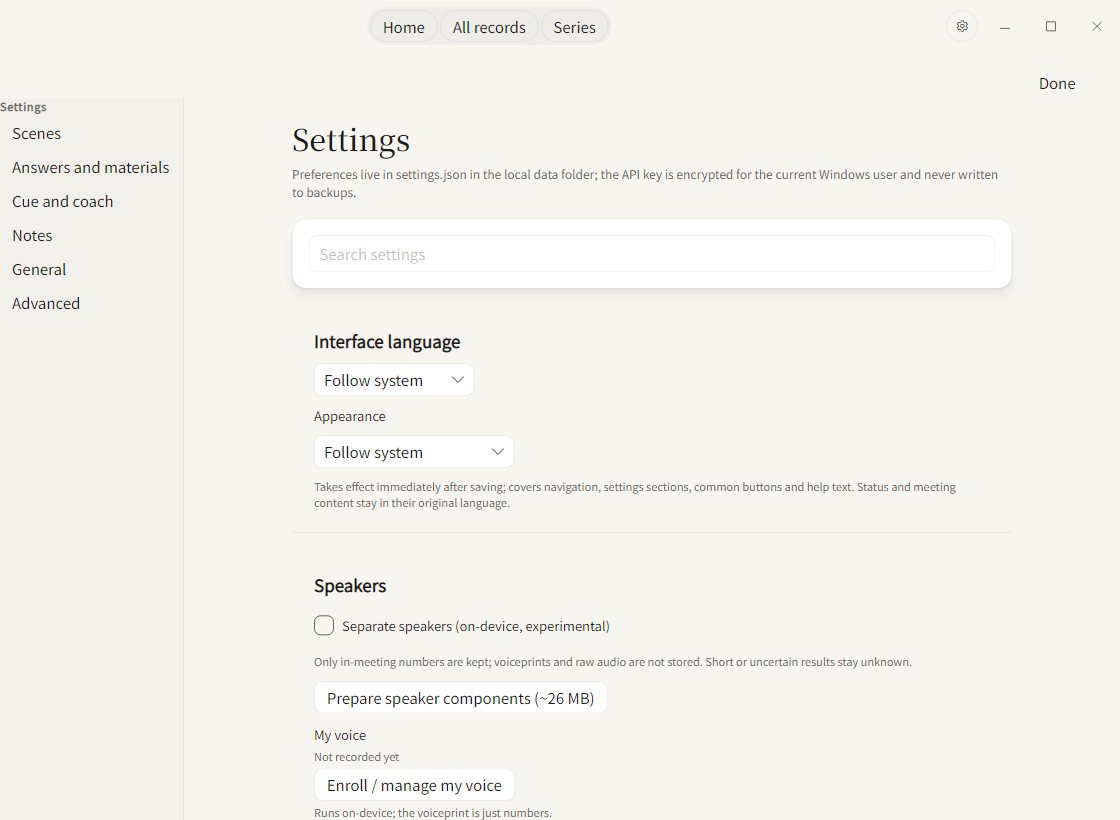 Home
All records
Series
Done
Settings
Scenes
Answers and materials
Cue and coach
Notes
General
Advanced
Settings
Preferences live in settings.json in the local data folder; the API key is encrypted for the current Windows user and never written
to backups.
Search settings
Interface language
Follow system
Appearance
Follow system
Takes effect immediately after saving; covers navigation, settings sections, common buttons and help text. Status and meeting
content stay in their original language.
Speakers
Separate speakers (on-device, experimental)
Only in-meeting numbers are kept; voiceprints and raw audio are not stored. Short or uncertain results stay unknown.
Prepare speaker components (~26 MB)
My voice
Not recorded yet
Enroll / manage my voice
Runs on-device; the voiceprint is just numbers.